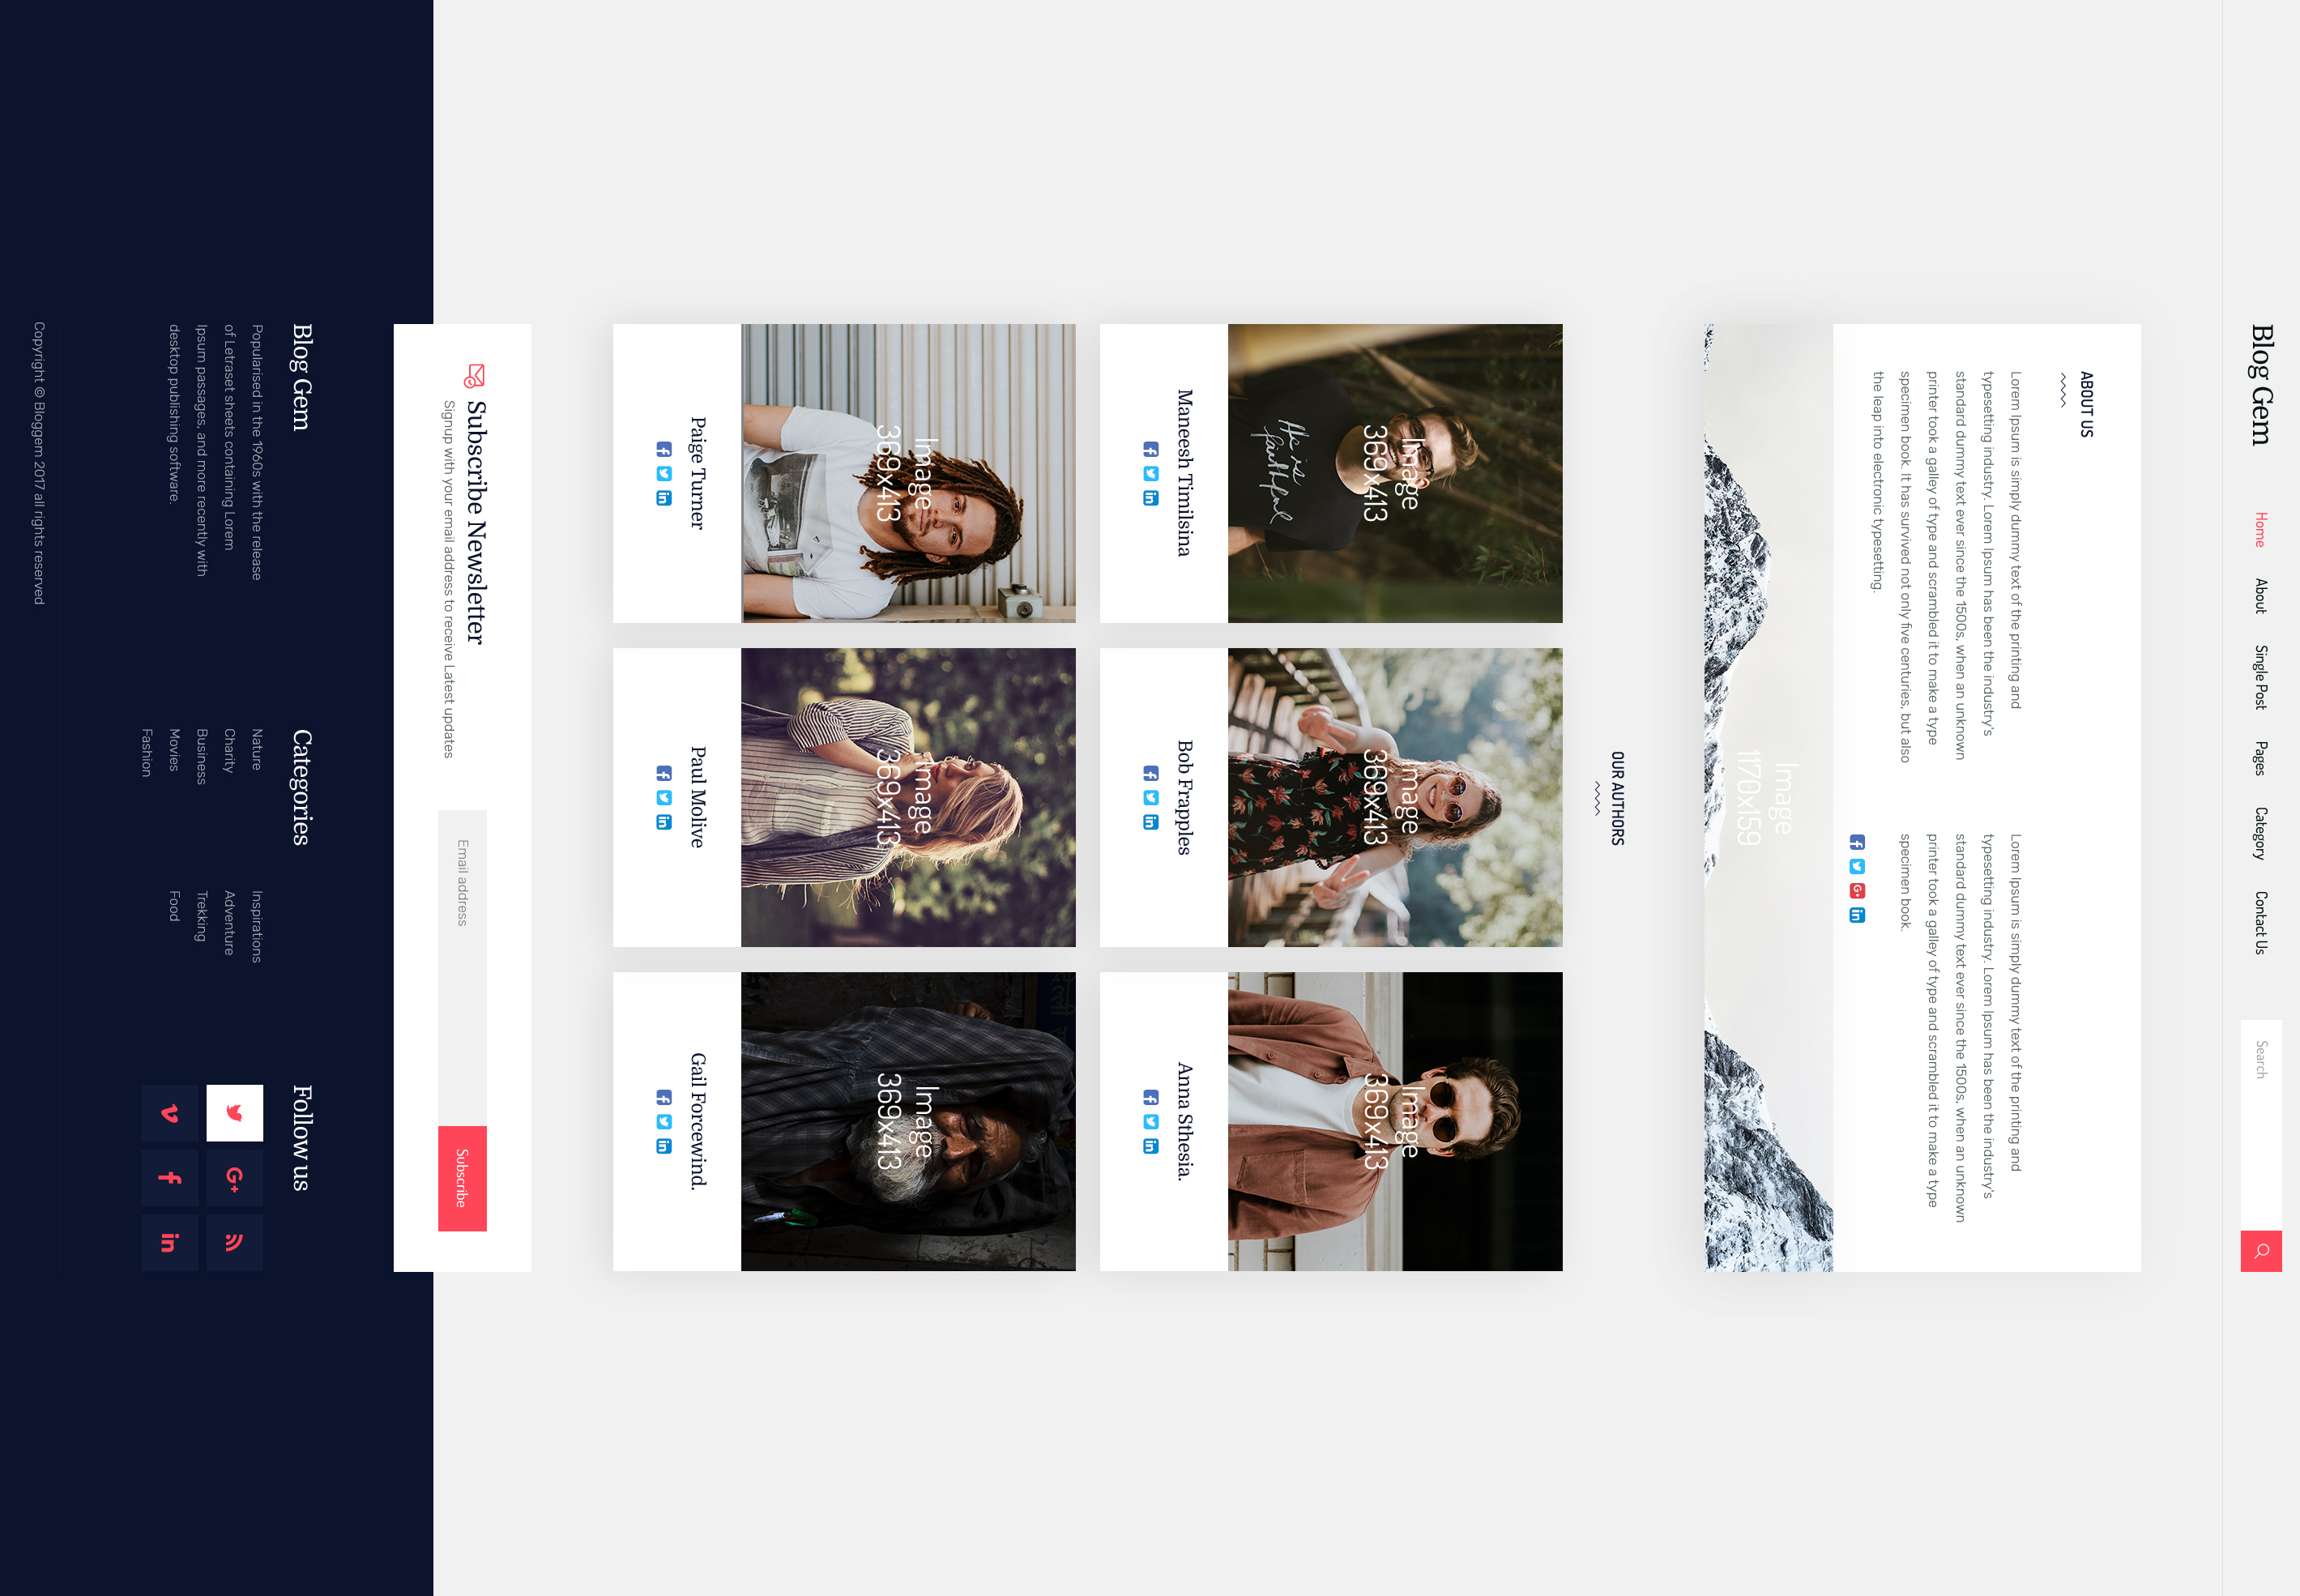 Blog Gem
Home
About
Single Post
Pages
Category
Contact Us
Search
ABOUT US
Lorem Ipsum is simply dummy text of the printing and
typesetting industry. Lorem Ipsum has been the industry's
standard dummy text ever since the 1500s, when an unknown
printer took a galley of type and scrambled it to make a type
specimen book. It has survived not only five centuries, but also
the leap into electronic typesetting.
Lorem Ipsum is simply dummy text of the printing and
typesetting industry. Lorem Ipsum has been the industry's
standard dummy text ever since the 1500s, when an unknown
printer took a galley of type and scrambled it to make a type
specimen book.
Image
1170x159
OUR AUTHORS
He is
faithful
Image
369x413
Maneesh Timilsina
Image
369x413
Bob Frapples
Image
369x413
Anna Sthesia.
Image
369x413
Paige Turner
Image
369x413
Paul Molive
Image
369x413
Gail Forcewind.
Subscribe Newsletter
Signup with your email address to receive Latest updates
Email address
Subscribe
Blog Gem
Popularised in the 1960s with the release
of Letraset sheets containing Lorem
Ipsum passages, and more recently with
desktop publishing software.
Categories
Nature
Charity
Business
Movies
Fashion
Inspirations
Adventure
Trekking
Food
Follow us
Copyright © Bloggem 2017 all rights reserved